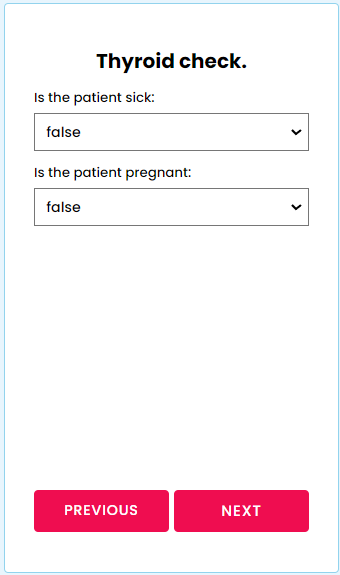 Thyroid check.
Is the patient sick:
false
Is the patient pregnant:
false
PREVIOUS NEXT